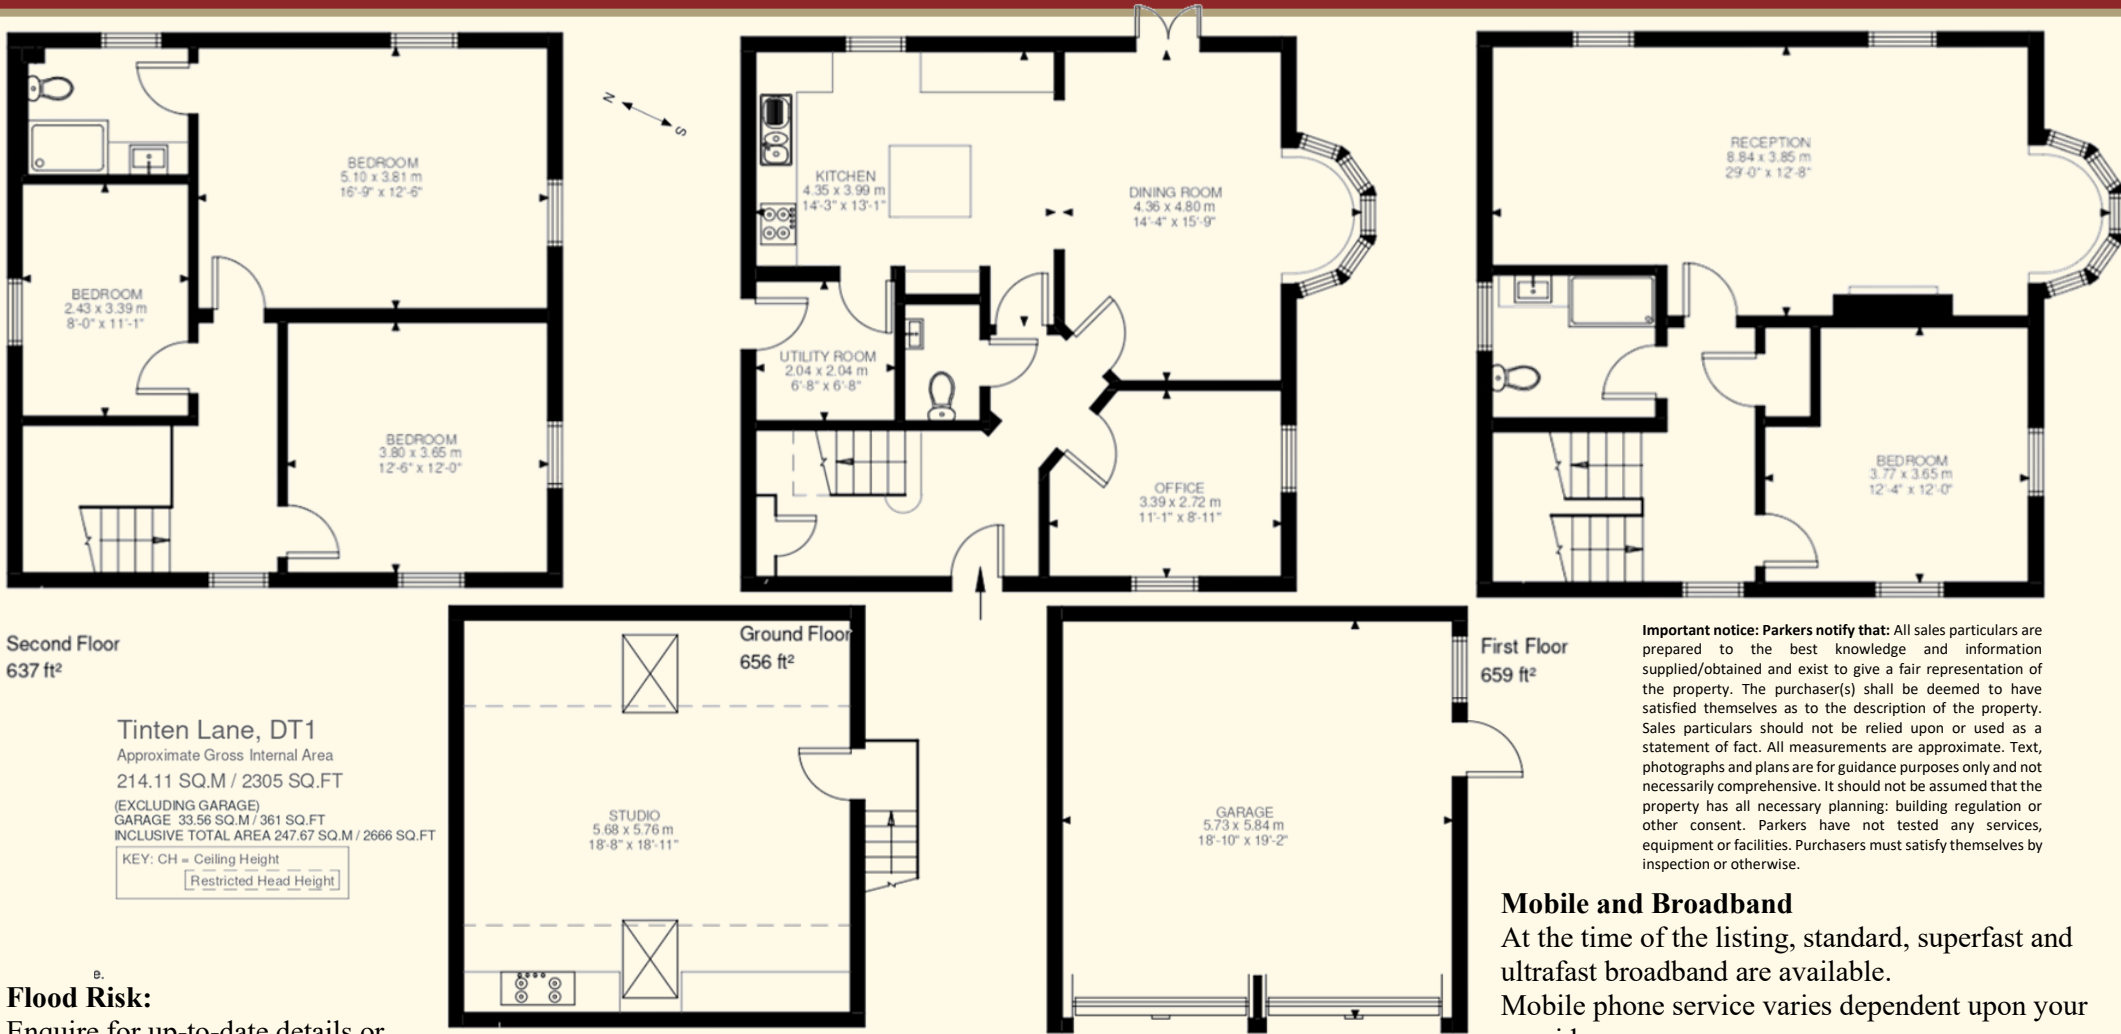 BEDROOM
5.10 x 3.81 m
16'-9" x 12'-6"
BEDROOM
2.43 x 3.39 m
8'-0" x 11'-1"
BEDROOM
3.80 x 3.65 m
12'-6" x 12'-0"
N
S
KITCHEN
4.35 x 3.99 m
14'-3" x 13'-1"
DINING ROOM
4.36 x 4.80 m
14'-4" x 15'-9"
UTILITY ROOM
2.04 x 2.04 m
6'-8" x 6'-8"
OFFICE
3.39 x 2.72 m
11'-1" x 8'-11"
RECEPTION
8.84 x 3.85 m
29'-0" x 12'-8"
BEDROOM
3.77 x 3.65 m
12'-4" x 12'-0"
Second Floor
637 ft²
Ground Floor
656 ft²
First Floor
659 ft²
Tinten Lane, DT1
Approximate Gross Internal Area
214.11 SQ.M / 2305 SQ.FT
(EXCLUDING GARAGE)
GARAGE 33.56 SQ.M / 361 SQ.FT
INCLUSIVE TOTAL AREA 247.67 SQ.M / 2666 SQ.FT
KEY: CH = Ceiling Height
Restricted Head Height
STUDIO
5.68 x 5.76 m
18'-8" x 18'-11"
GARAGE
5.73 x 5.84 m
18'-10" x 19'-2"
Important notice: Parkers notify that: All sales particulars are
prepared to the best knowledge and information
supplied/obtained and exist to give a fair representation of
the property. The purchaser(s) shall be deemed to have
satisfied themselves as to the description of the property.
Sales particulars should not be relied upon or used as a
statement of fact. All measurements are approximate. Text,
photographs and plans are for guidance purposes only and not
necessarily comprehensive. It should not be assumed that the
property has all necessary planning: building regulation or
other consent. Parkers have not tested any services,
equipment or facilities. Purchasers must satisfy themselves by
inspection or otherwise.
e.
Flood Risk:
Enquire for up-to-date details or
Mobile and Broadband
At the time of the listing, standard, superfast and
ultrafast broadband are available.
Mobile phone service varies dependent upon your